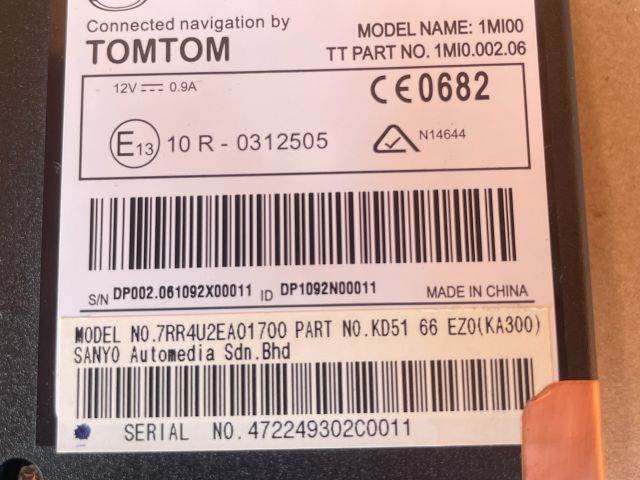 Connected navigation by
TOMTOM
MODEL NAME: 1MI00
TT PART NO. 1MI0.002.06
12V 0.9A
CE0682
E13 10 R - 0312505
N14644
S/N DP002.061092X00011 ID DP1092N00011
MADE IN CHINA
MODEL NO.7RR4U2EA01700 PART NO.KD51 66 EZ0(KA300)
SANYO Automedia Sdn.Bhd
SERIAL NO.472249302C0011